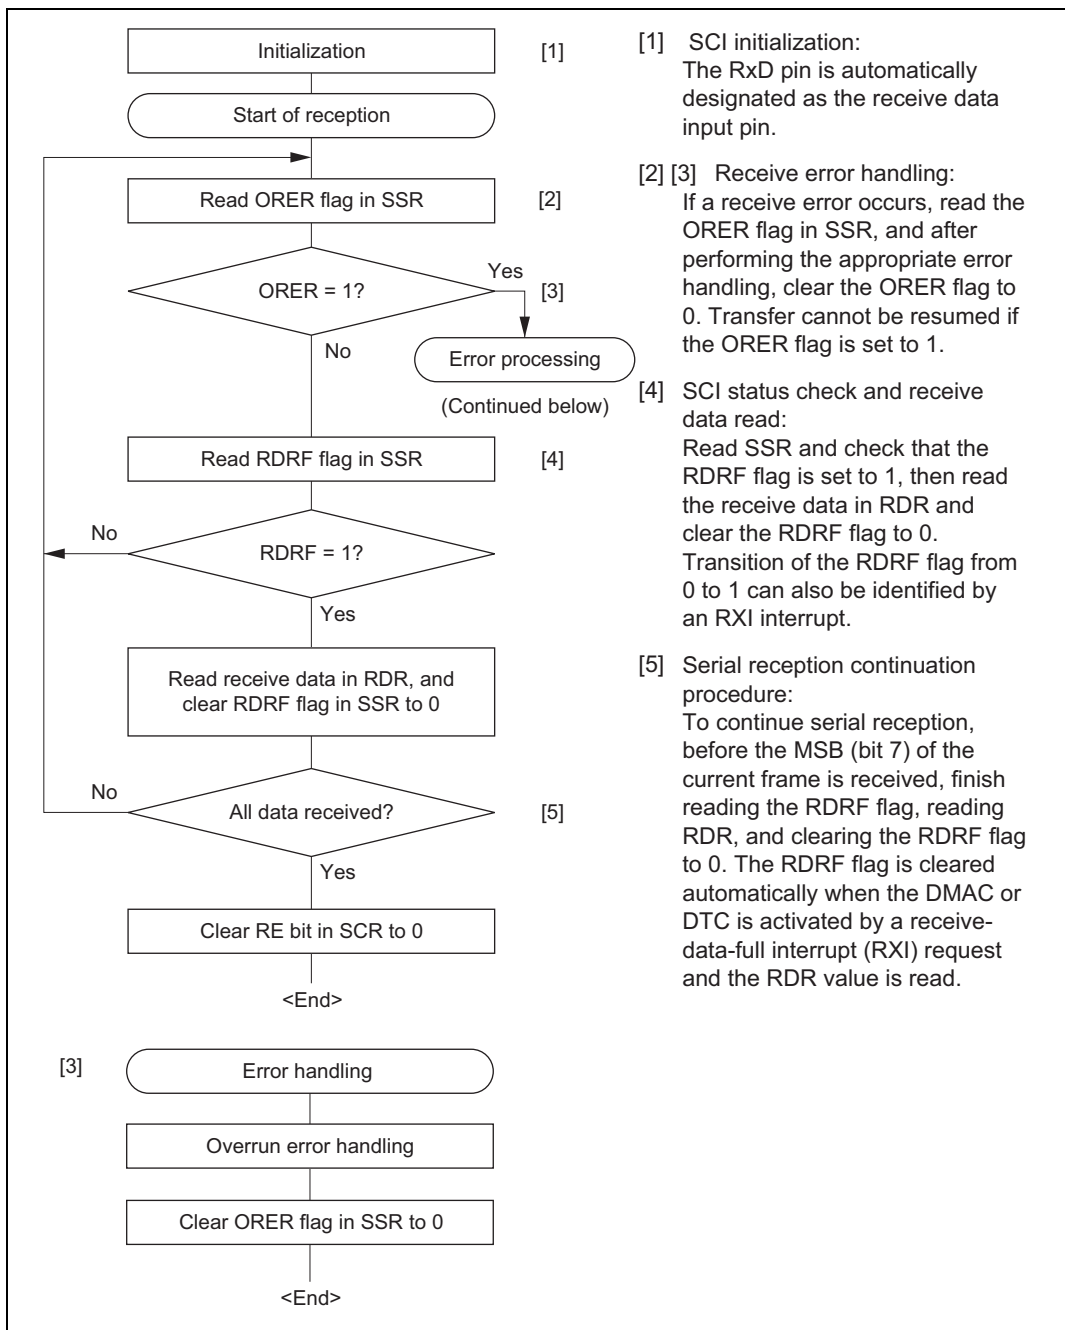 Initialization
[1]
Start of reception
Read ORER flag in SSR
[2]
ORER = 1?
Yes
[3]
No
Error processing
(Continued below)
Read RDRF flag in SSR
[4]
No
RDRF = 1?
Yes
Read receive data in RDR, and
clear RDRF flag in SSR to 0
No
All data received?
[5]
Yes
Clear RE bit in SCR to 0
<End>
[3]
Error handling
Overrun error handling
Clear ORER flag in SSR to 0
<End>
[1] SCI initialization:
The RxD pin is automatically
designated as the receive data
input pin.
[2] [3] Receive error handling:
If a receive error occurs, read the
ORER flag in SSR, and after
performing the appropriate error
handling, clear the ORER flag to
0. Transfer cannot be resumed if
the ORER flag is set to 1.
[4] SCI status check and receive
data read:
Read SSR and check that the
RDRF flag is set to 1, then read
the receive data in RDR and
clear the RDRF flag to 0.
Transition of the RDRF flag from
0 to 1 can also be identified by
an RXI interrupt.
[5] Serial reception continuation
procedure:
To continue serial reception,
before the MSB (bit 7) of the
current frame is received, finish
reading the RDRF flag, reading
RDR, and clearing the RDRF flag
to 0. The RDRF flag is cleared
automatically when the DMAC or
DTC is activated by a receive-
data-full interrupt (RXI) request
and the RDR value is read.